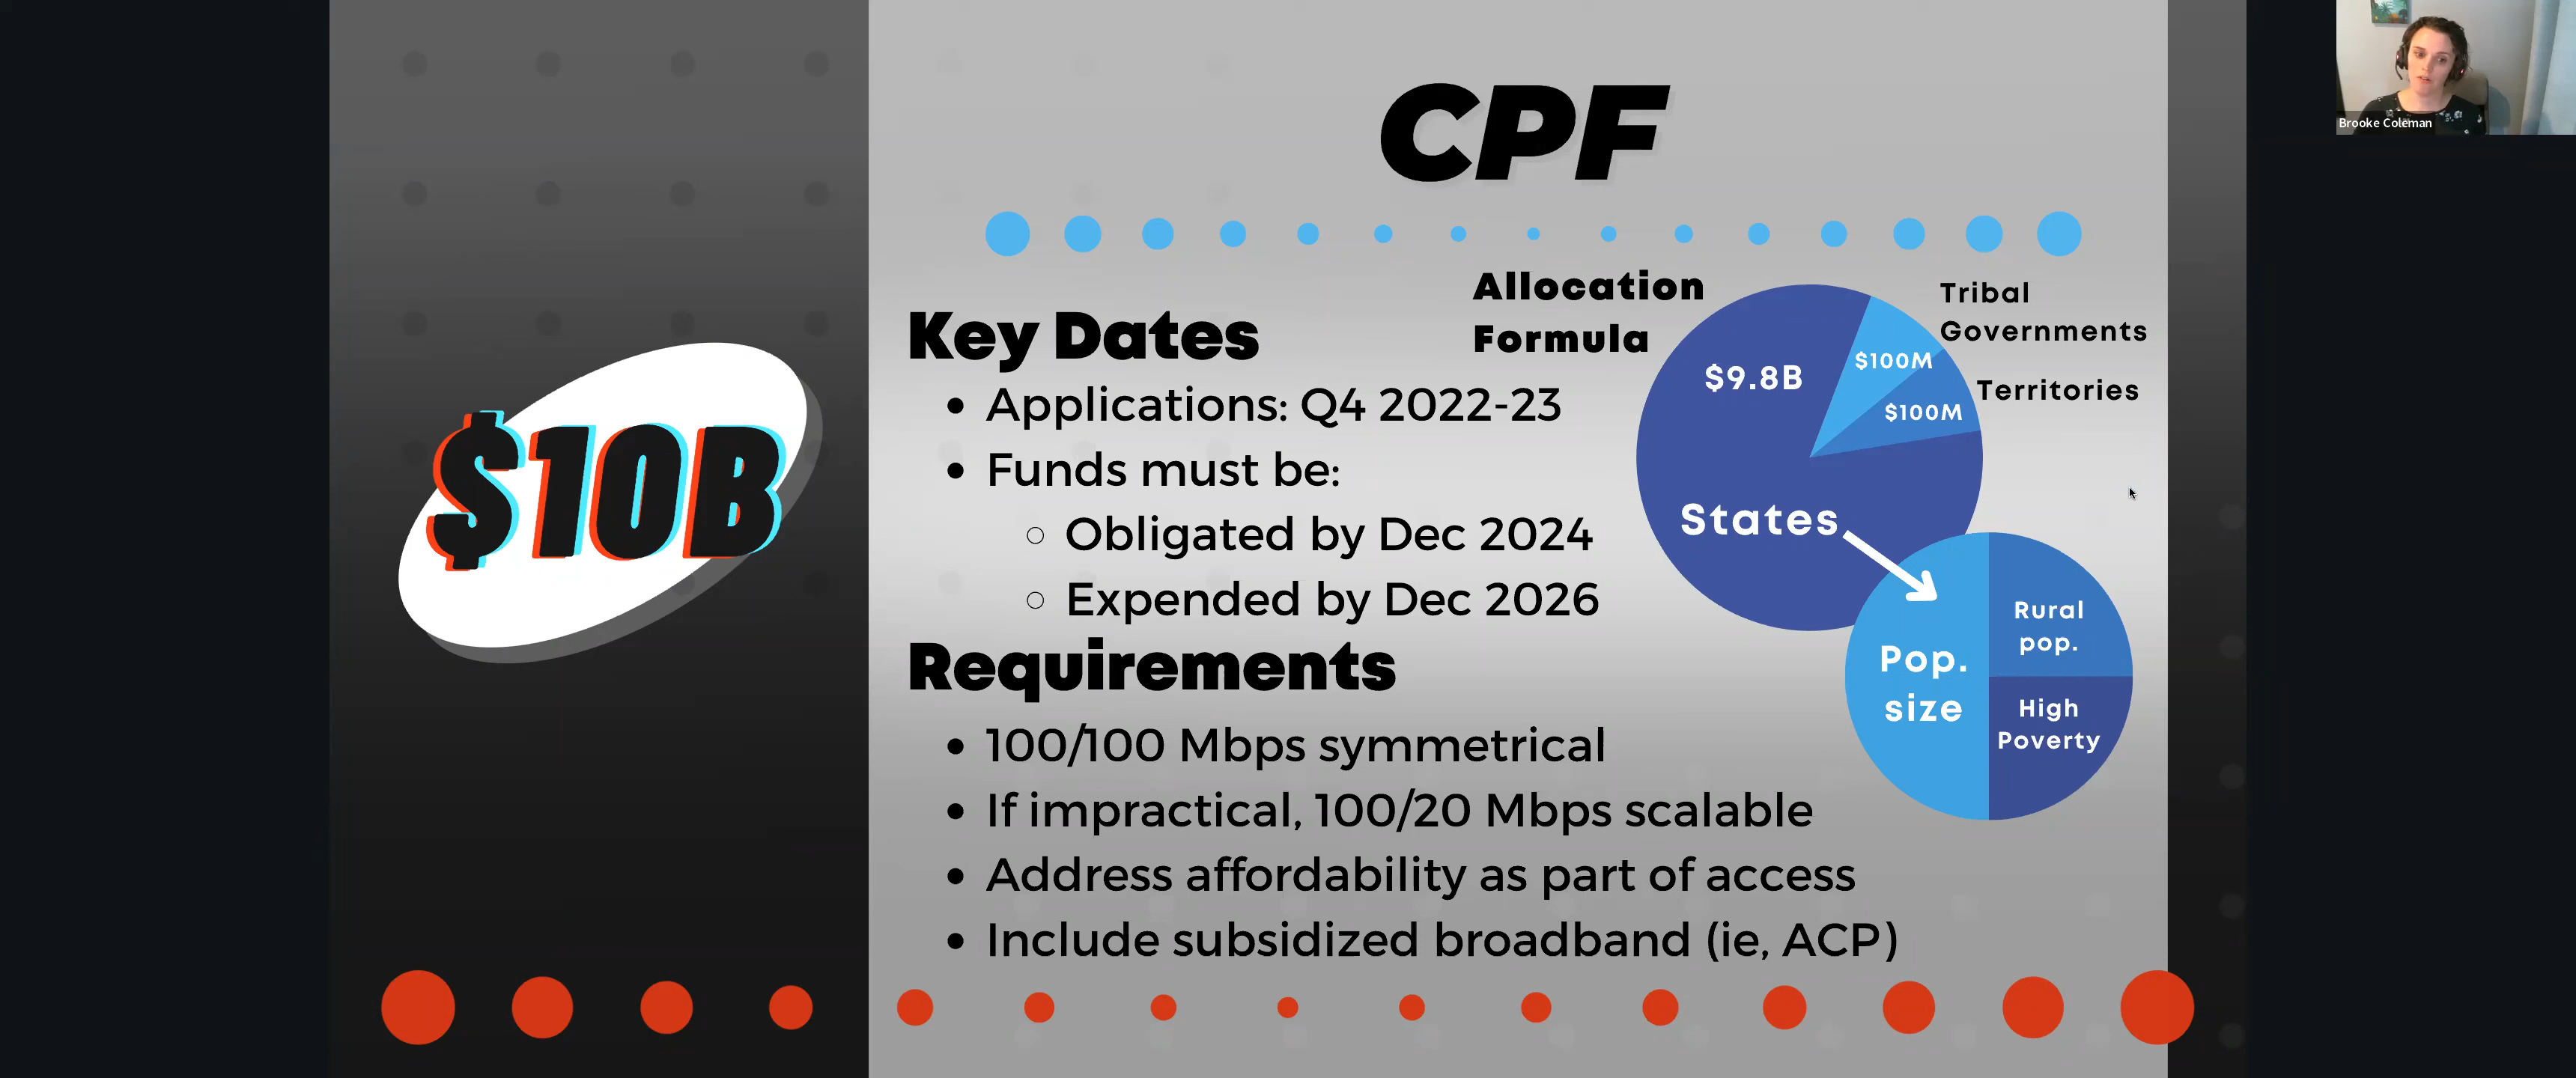 CPF
$10B
Key Dates
• Applications: Q4 2022-23
• Funds must be:
○ Obligated by Dec 2024
○ Expended by Dec 2026
Requirements
• 100/100 Mbps symmetrical
• If impractical, 100/20 Mbps scalable
• Address affordability as part of access
• Include subsidized broadband (ie, ACP)
Allocation
Formula
Tribal
Governments
Territories
$9.8B
$100M
$100M
States
Pop.
size
Rural
pop.
High
Poverty
Brooke Coleman